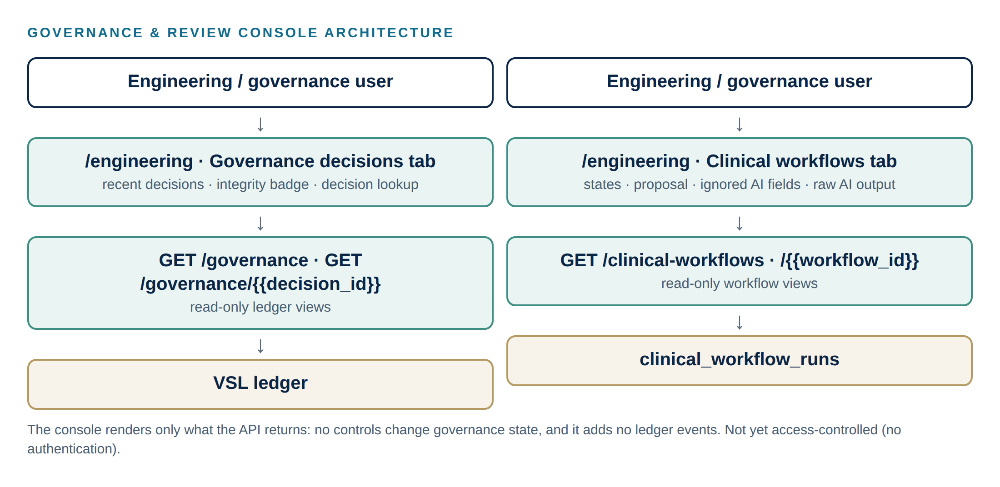 GOVERNANCE & REVIEW CONSOLE ARCHITECTURE
Engineering / governance user
↓
/engineering · Governance decisions tab
recent decisions · integrity badge · decision lookup
↓
GET /governance · GET
/governance/{{decision_id}}
read-only ledger views
↓
VSL ledger
Engineering / governance user
↓
/engineering · Clinical workflows tab
states · proposal · ignored AI fields · raw AI output
↓
GET /clinical-workflows · /{{workflow_id}}
read-only workflow views
↓
clinical_workflow_runs
The console renders only what the API returns: no controls change governance state, and it adds no ledger events. Not yet access-controlled (no
authentication).